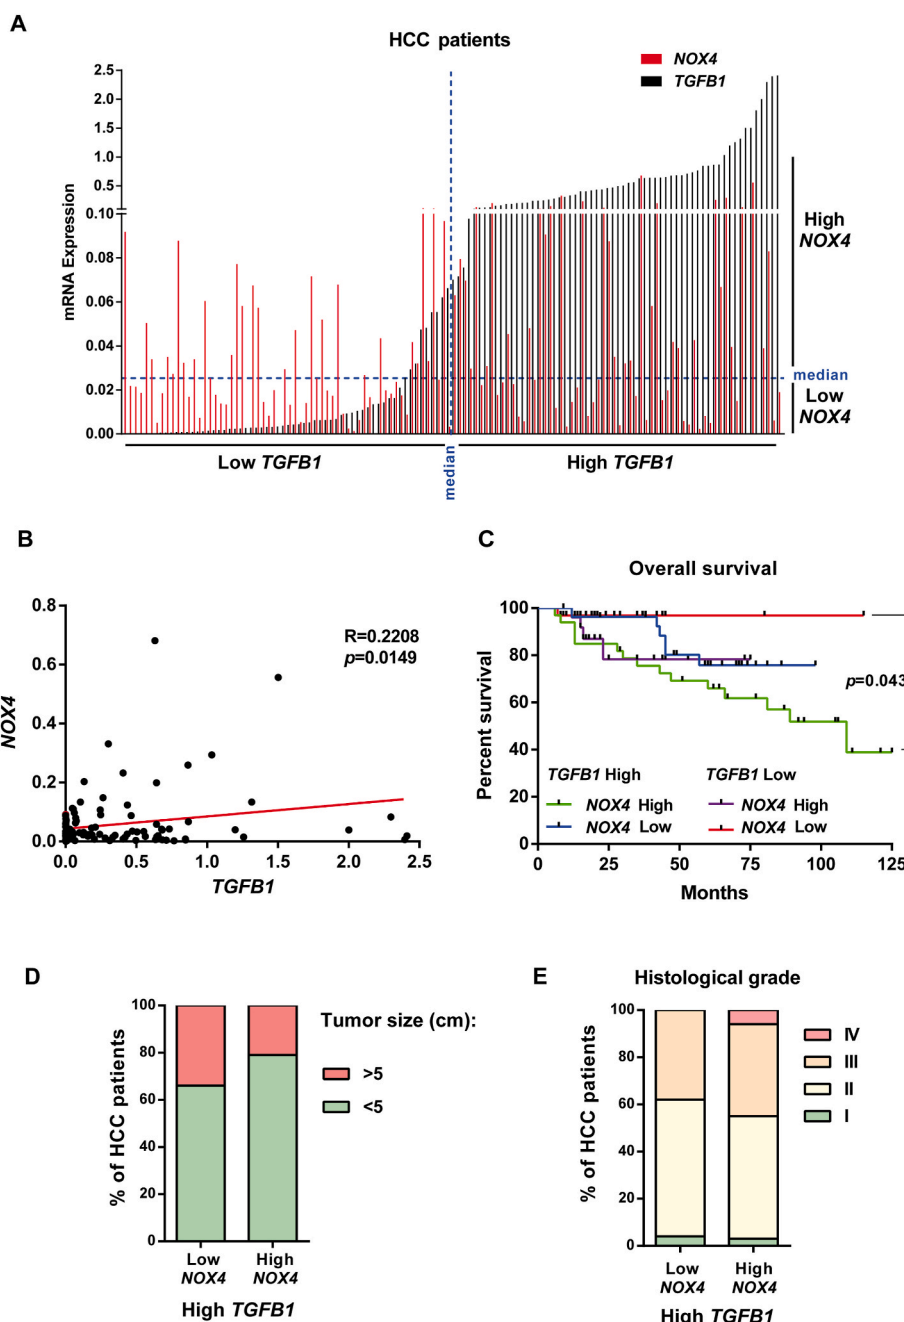 A
HCC patients
NOX4
TGFB1
2.5
2.0
1.5
1.0
0.5
0.10
0.08
0.06
0.04
0.02
0.00
mRNA Expression
High
NOX4
median
Low
NOX4
Low TGFB1
median
High TGFB1
B
0.8
0.6
0.4
0.2
0.0
NOX4
R=0.2208
p=0.0149
0.0 0.5 1.0 1.5 2.0 2.5
TGFB1
C
Overall survival
100
80
60
40
20
0
Percent survival
p=0.043
TGFB1 High TGFB1 Low
NOX4 High NOX4 High
NOX4 Low NOX4 Low
0 25 50 75 100 125
Months
D
100
80
60
40
20
0
% of HCC patients
Tumor size (cm):
>5
<5
Low High
NOX4 NOX4
High TGFB1
E
Histological grade
100
80
60
40
20
0
% of HCC patients
IV
III
II
I
Low High
NOX4 NOX4
High TGFB1